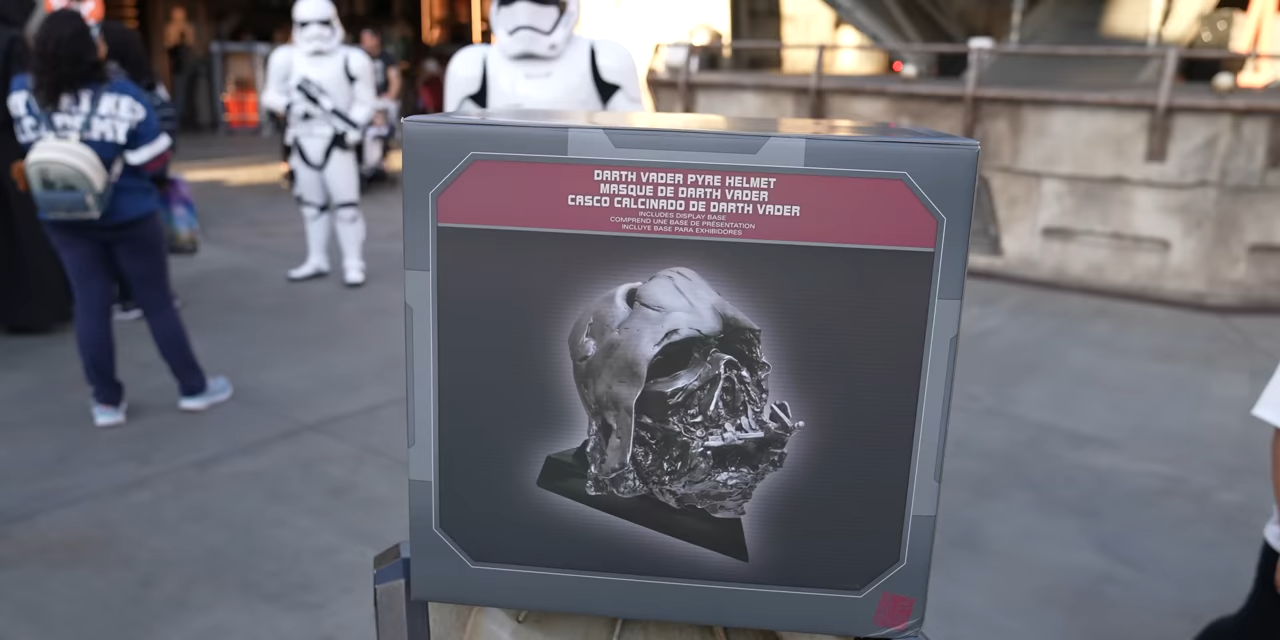 DARTH VADER PYRE HELMET
MASQUE DE DARTH VADER
CASCO CALCINADO DE DARTH VADER
INCLUDES DISPLAY BASE
COMPREND UNE BASE DE PRÉSENTATION
INCLUYE BASE PARA EXHIBIDORES